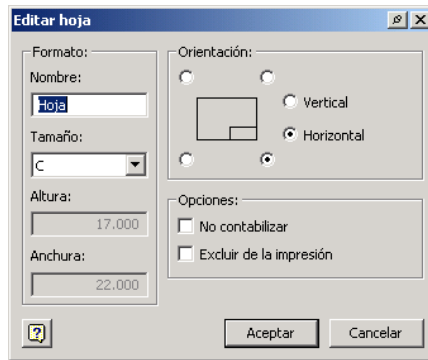 Editar hoja
Formato:
Nombre:
Hoja
Tamaño:
C
Altura:
17.000
Anchura:
22.000
Orientación:
Vertical
Horizontal
Opciones:
No contabilizar
Excluir de la impresión
Aceptar
Cancelar